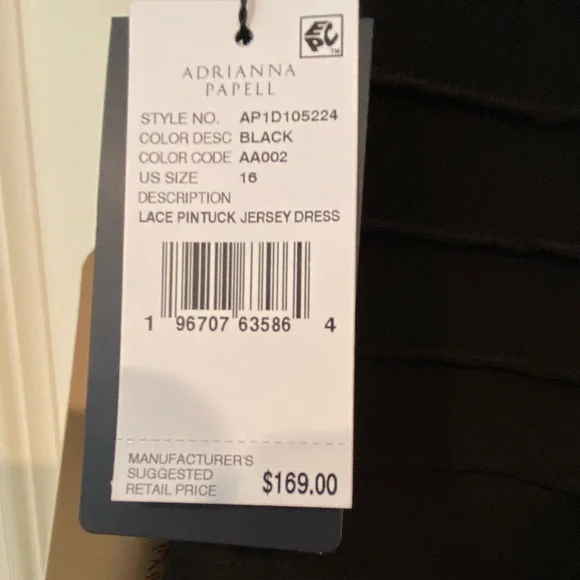 EPC
TM
ADRIANNA
PAPELL
STYLE NO. AP1D105224
COLOR DESC BLACK
COLOR CODE AA002
US SIZE 16
DESCRIPTION
LACE PINTUCK JERSEY DRESS
1 96707 63586 4
MANUFACTURER'S
SUGGESTED
RETAIL PRICE $169.00